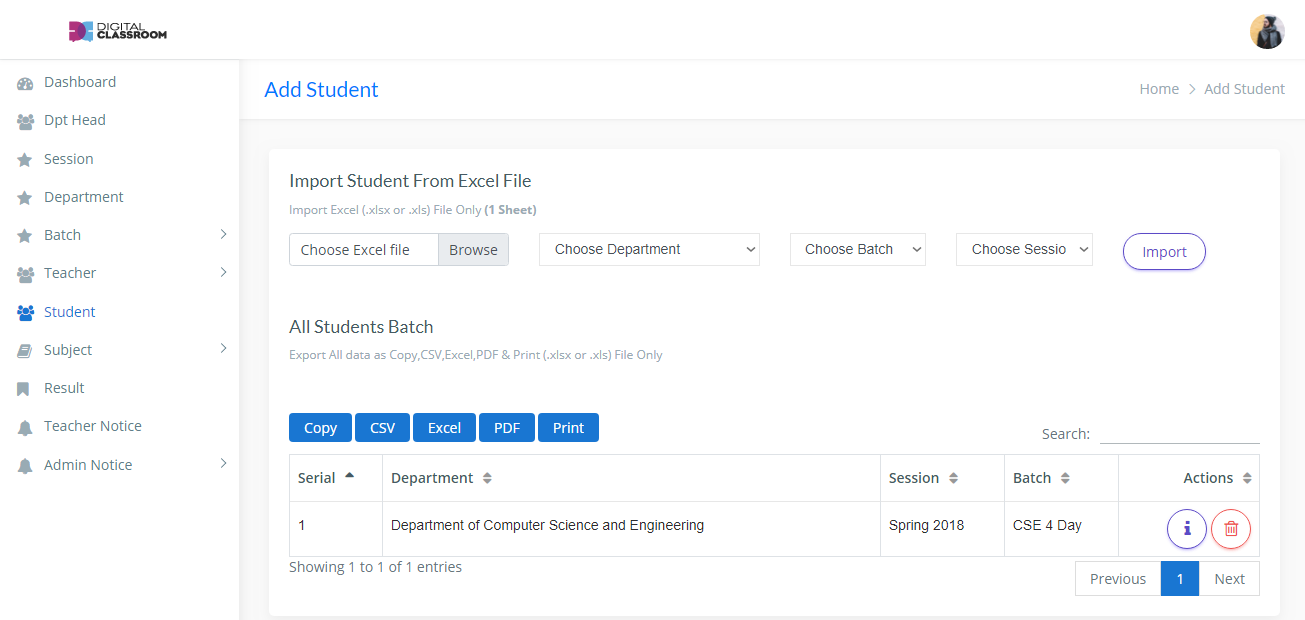 DIGITAL
CLASSROOM
Dashboard
Dpt Head
Session
Department
Batch
Teacher
Student
Subject
Result
Teacher Notice
Admin Notice
Add Student
Home > Add Student
Import Student From Excel File
Import Excel (.xlsx or .xls) File Only (1 Sheet)
Choose Excel file Browse Choose Department Choose Batch Choose Sessio Import
All Students Batch
Export All data as Copy,CSV,Excel,PDF & Print (.xlsx or .xls) File Only
Copy CSV Excel PDF Print
Search:
Serial Department Session Batch Actions
1 Department of Computer Science and Engineering Spring 2018 CSE 4 Day
Showing 1 to 1 of 1 entries
Previous 1 Next